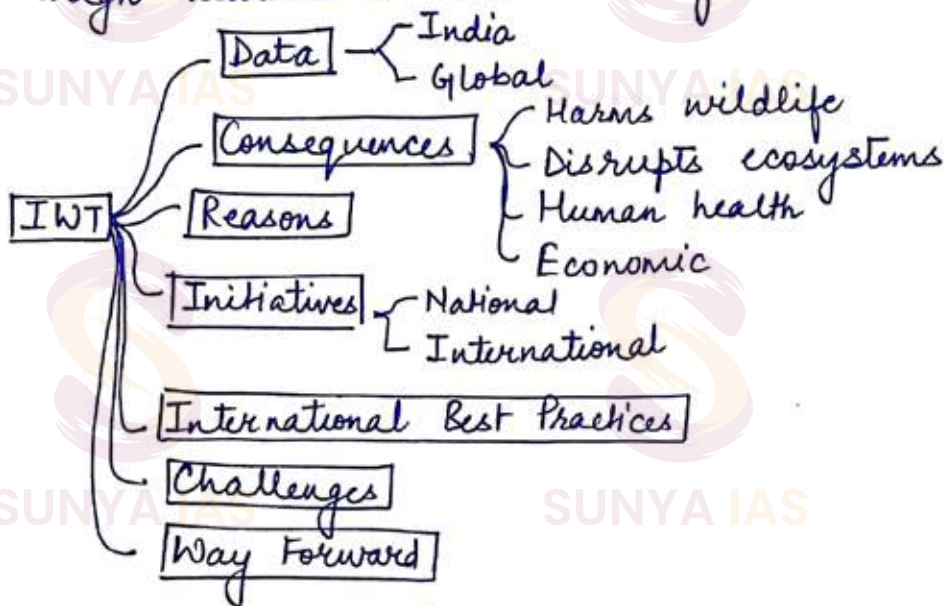 Data
India
Global
Consequences
Harms wildlife
Disrupts ecosystems
Human health
Economic
IWT
Reasons
Initiatives
National
International
International Best Practices
Challenges
Way Forward
SUNYA IAS
SUNYA IAS
SUNYA IAS
SUNYA IAS